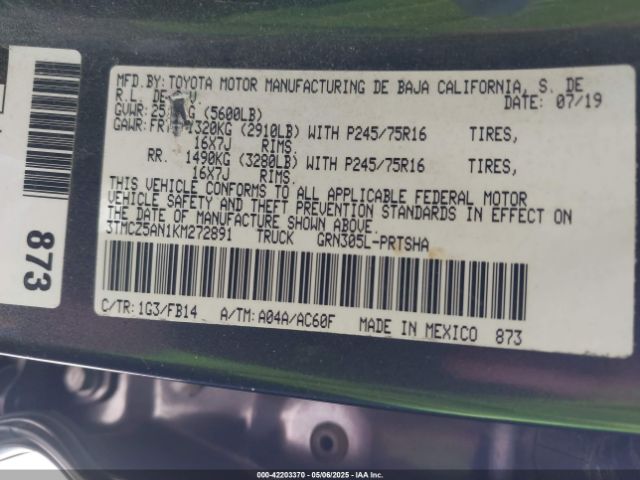 MFD.BY:TOYOTA MOTOR MANUFACTURING DE BAJA CALIFORNIA, S. DE
R.L. DE
DATE: 07/19
GVWR: (5600LB)
GAWR:FR. 1320KG (2910LB) WITH P245/75R16 TIRES,
16X7J RIMS.
RR. 1490KG (3280LB) WITH P245/75R16 TIRES,
16X7J RIMS.
THIS VEHICLE CONFORMS TO ALL APPLICABLE FEDERAL MOTOR
VEHICLE SAFETY AND THEFT PREVENTION STANDARDS IN EFFECT ON
THE DATE OF MANUFACTURE SHOWN ABOVE.
3TMCZ5AN1KM272891 TRUCK GRN305L-PRTSHA
C/TR:1G3/FB14 A/TM:A04A/AC60F MADE IN MEXICO 873
873
000-42203370 05/06/2025 - IAAI.com